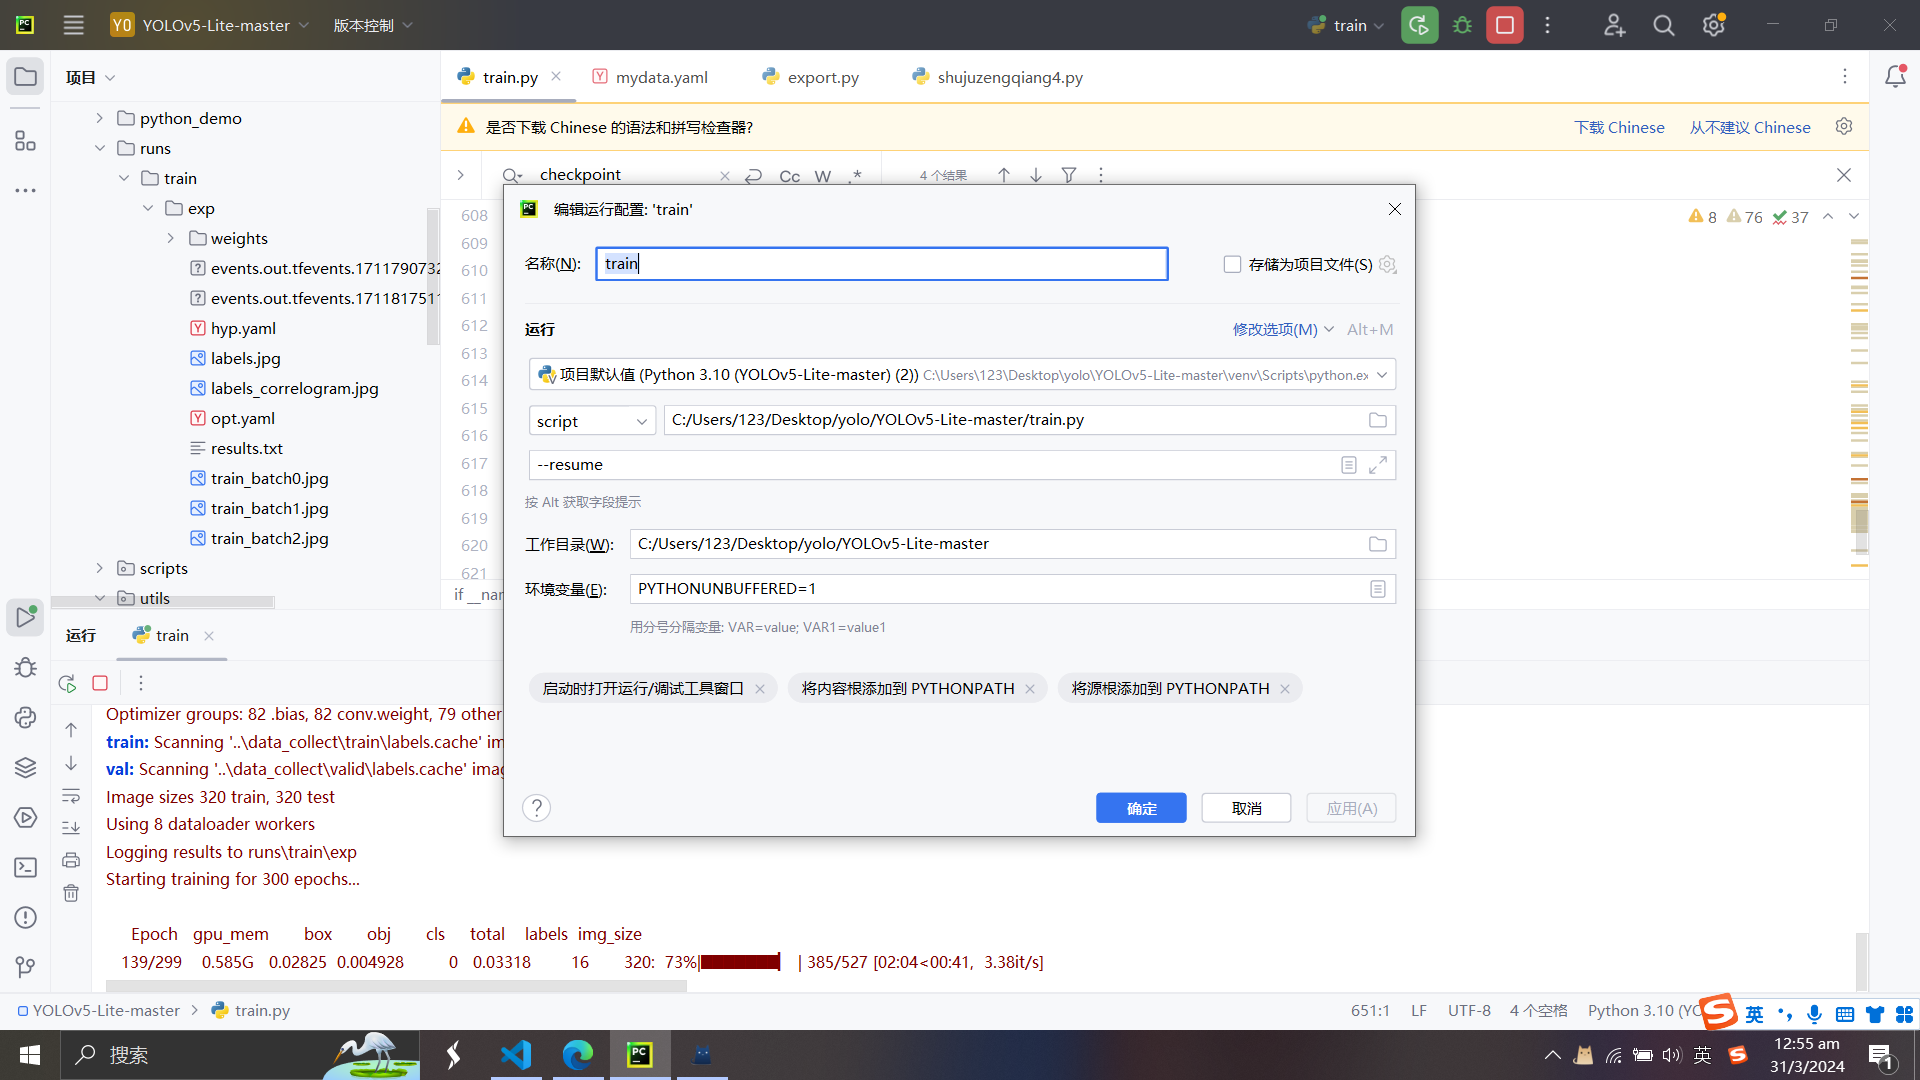 YO YOLOv5-Lite-master 版本控制 train
项目
train.py mydata.yaml export.py shujuzengqiang4.py
python_demo
runs
train
exp
weights
events.out.tfevents.1711790732
events.out.tfevents.1711817511
hyp.yaml
labels.jpg
labels_correlogram.jpg
opt.yaml
results.txt
train_batch0.jpg
train_batch1.jpg
train_batch2.jpg
scripts
utils
是否下载 Chinese 的语法和拼写检查器? 下载 Chinese 从不建议 Chinese
checkpoint Cc W .* 4 个结果
608
609
610
611
612
613
614
615
616
617
618
619
620
621
8 76 37
if __nar
编辑运行配置: 'train'
名称(N): train 存储为项目文件(S)
运行 修改选项(M) Alt+M
项目默认值 (Python 3.10 (YOLOv5-Lite-master) (2)) C:\Users\123\Desktop\yolo\YOLOv5-Lite-master\venv\Scripts\python.ex
script C:/Users/123/Desktop/yolo/YOLOv5-Lite-master/train.py
--resume
按 Alt 获取字段提示
工作目录(W): C:/Users/123/Desktop/yolo/YOLOv5-Lite-master
环境变量(E): PYTHONUNBUFFERED=1
用分号分隔变量: VAR=value; VAR1=value1
启动时打开运行/调试工具窗口 将内容根添加到 PYTHONPATH 将源根添加到 PYTHONPATH
? 确定 取消 应用(A)
运行 train
Optimizer groups: 82 .bias, 82 conv.weight, 79 other
train: Scanning '..\data_collect\train\labels.cache' im
val: Scanning '..\data_collect\valid\labels.cache' imag
Image sizes 320 train, 320 test
Using 8 dataloader workers
Logging results to runs\train\exp
Starting training for 300 epochs...
Epoch gpu_mem box obj cls total labels img_size
139/299 0.585G 0.02825 0.004928 0 0.03318 16 320: 73%| | 385/527 [02:04<00:41, 3.38it/s]
YOLOv5-Lite-master train.py 651:1 LF UTF-8 4 个空格 Python 3.10 (YO
英
搜索 英 12:55 am
31/3/2024
1